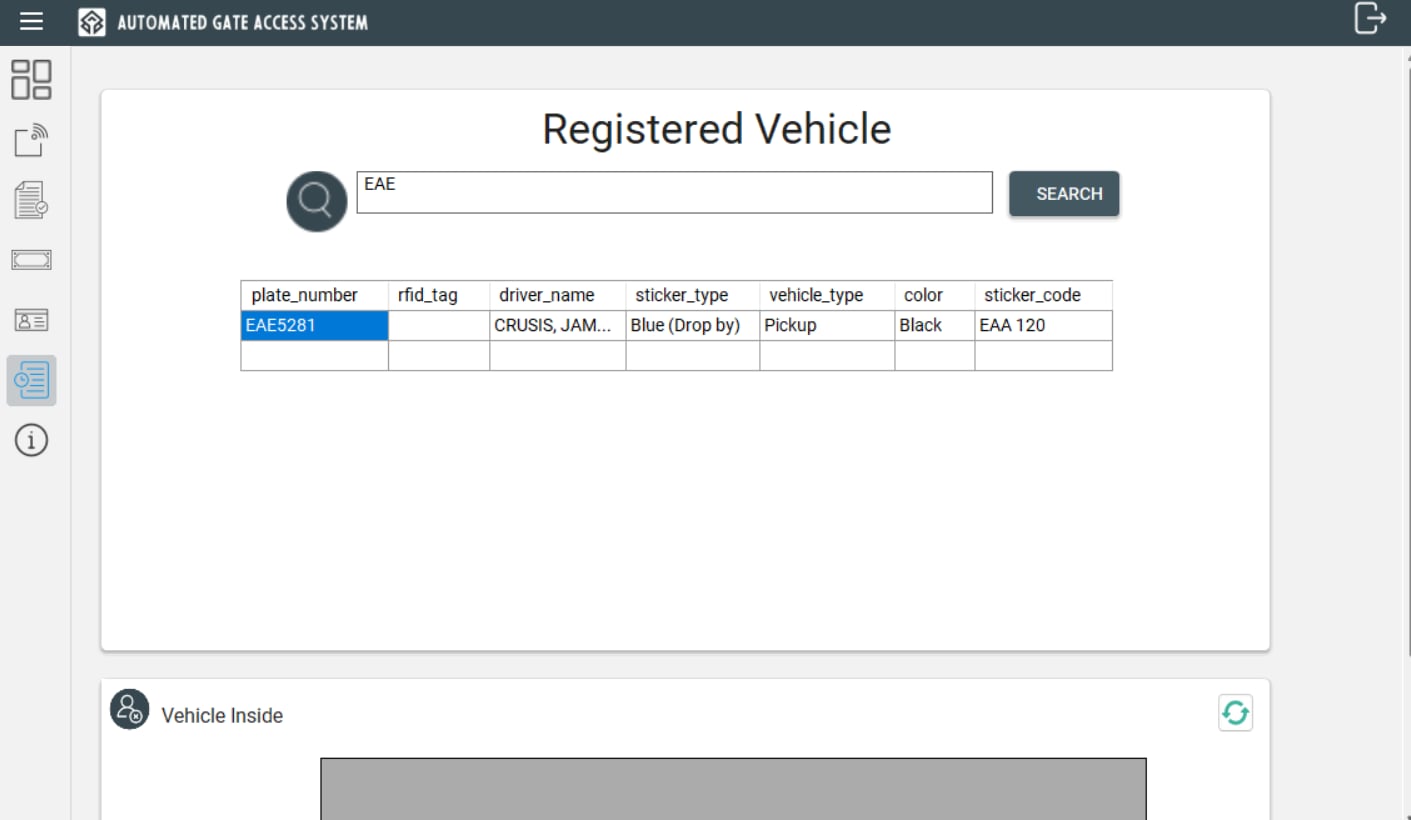 AUTOMATED GATE ACCESS SYSTEM
Registered Vehicle
EAE
SEARCH
plate_number rfid_tag driver_name sticker_type vehicle_type color sticker_code
EAE5281 CRUSIS, JAM... Blue (Drop by) Pickup Black EAA 120
Vehicle Inside